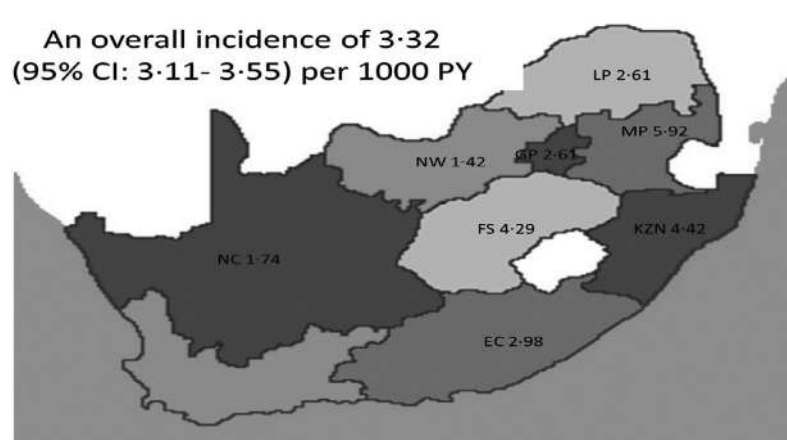 An overall incidence of 3·32
(95% CI: 3·11- 3·55) per 1000 PY
LP 2·61
MP 5·92
NW 1·42
GP 2·61
FS 4·29
KZN 4·42
NC 1·74
EC 2·98